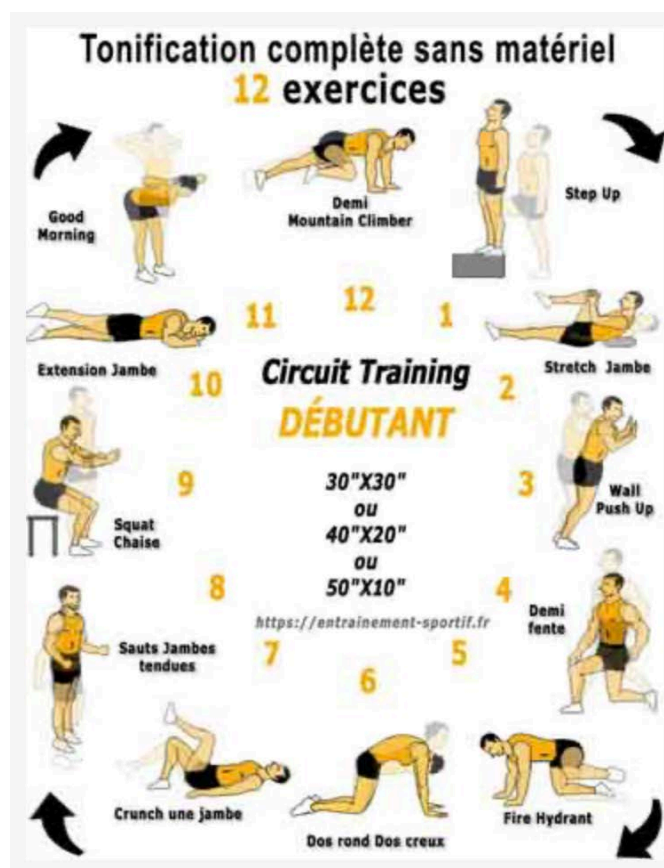 Tonification complète sans matériel
12 exercices
Good
Morning
Demi
Mountain Climber
Step Up
11
12
1
Extension Jambe
10
Circuit Training
2
Stretch Jambe
DÉBUTANT
9
30"X30"
ou
40"X20"
ou
50"X10"
3
Wall
Push Up
Squat
Chaise
8
4
Demi
fente
https://entrainement-sportif.fr
Sauts Jambes
tendues
7
6
5
Crunch une jambe
Dos rond Dos creux
Fire Hydrant